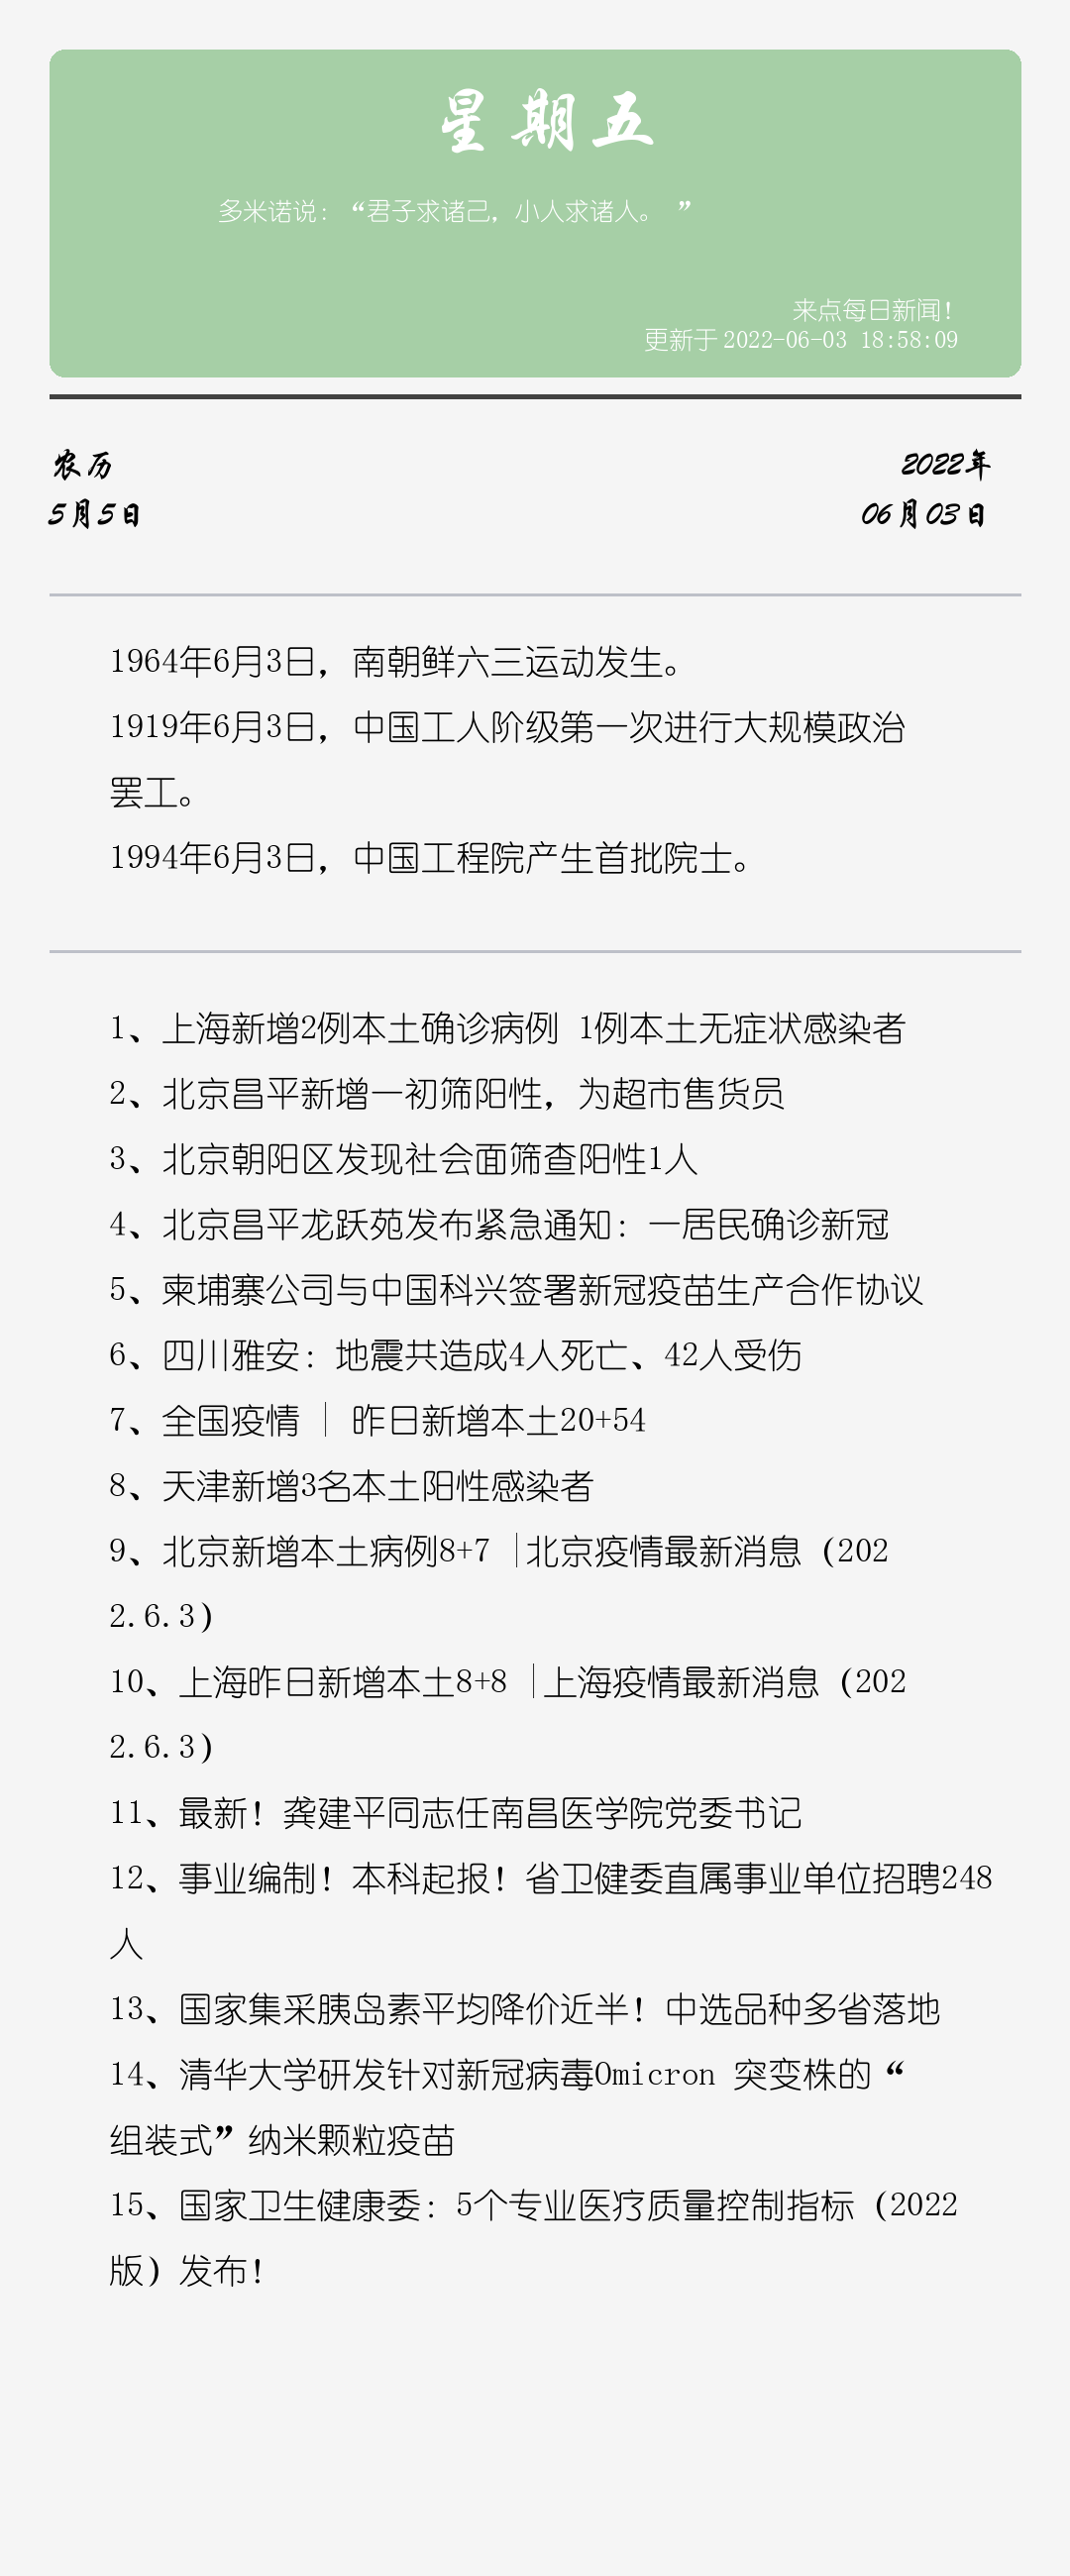 星期五
多米诺说：“君子求诸己，小人求诸人。 ”
来点每日新闻！
更新于2022-06-03 18:58:09
农历
5月5日
2022年
06月03日
1964年6月3日，南朝鲜六三运动发生。
1919年6月3日，中国工人阶级第一次进行大规模政治
罢工。
1994年6月3日，中国工程院产生首批院士。
1、上海新增2例本土确诊病例 1例本土无症状感染者
2、北京昌平新增一初筛阳性，为超市售货员
3、北京朝阳区发现社会面筛查阳性1人
4、北京昌平龙跃苑发布紧急通知：一居民确诊新冠
5、柬埔寨公司与中国科兴签署新冠疫苗生产合作协议
6、四川雅安：地震共造成4人死亡、42人受伤
7、全国疫情 | 昨日新增本土20+54
8、天津新增3名本土阳性感染者
9、北京新增本土病例8+7 |北京疫情最新消息（202
2.6.3）
10、上海昨日新增本土8+8 |上海疫情最新消息（202
2.6.3）
11、最新！龚建平同志任南昌医学院党委书记
12、事业编制！本科起报！省卫健委直属事业单位招聘248
人
13、国家集采胰岛素平均降价近半！中选品种多省落地
14、清华大学研发针对新冠病毒Omicron 突变株的“
组装式”纳米颗粒疫苗
15、国家卫生健康委：5个专业医疗质量控制指标（2022
版）发布！